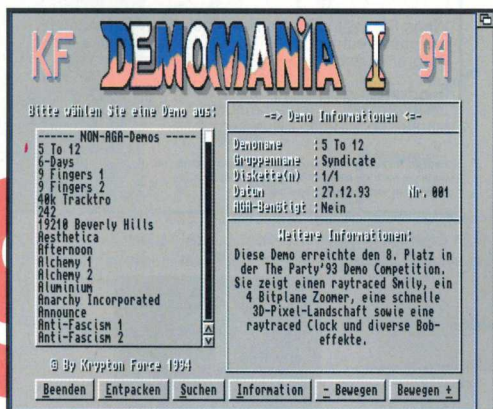 KF DEMOMANIA I 94
Bitte wählen Sie eine Demo aus:
------ NON-AGA-Demos -----
5 To 12
6-Days
9 Fingers 1
9 Fingers 2
40k Tracktro
242
19210 Beverly Hills
Aesthetica
Afternoon
Alchemy 1
Alchemy 2
Aluminium
Anarchy Incorporated
Announce
Anti-Fascism 1
Anti-Fascism 2
© By Krypton Force 1994
-=> Demo Informationen <=-
Demoname : 5 To 12
Gruppenname : Syndicate
Diskette(n) : 1/1
Datum : 27.12.93 Nr. 001
AGA-Benötigt : Nein
Weitere Informationen:
Diese Demo erreichte den 8. Platz in
der The Party'93 Demo Competition.
Sie zeigt einen raytraced Smily, ein
4 Bitplane Zoomer, eine schnelle
3D-Pixel-Landschaft sowie eine
raytraced Clock und diverse Bob-
effekte.
Beenden Entpacken Suchen Information - Bewegen Bewegen +